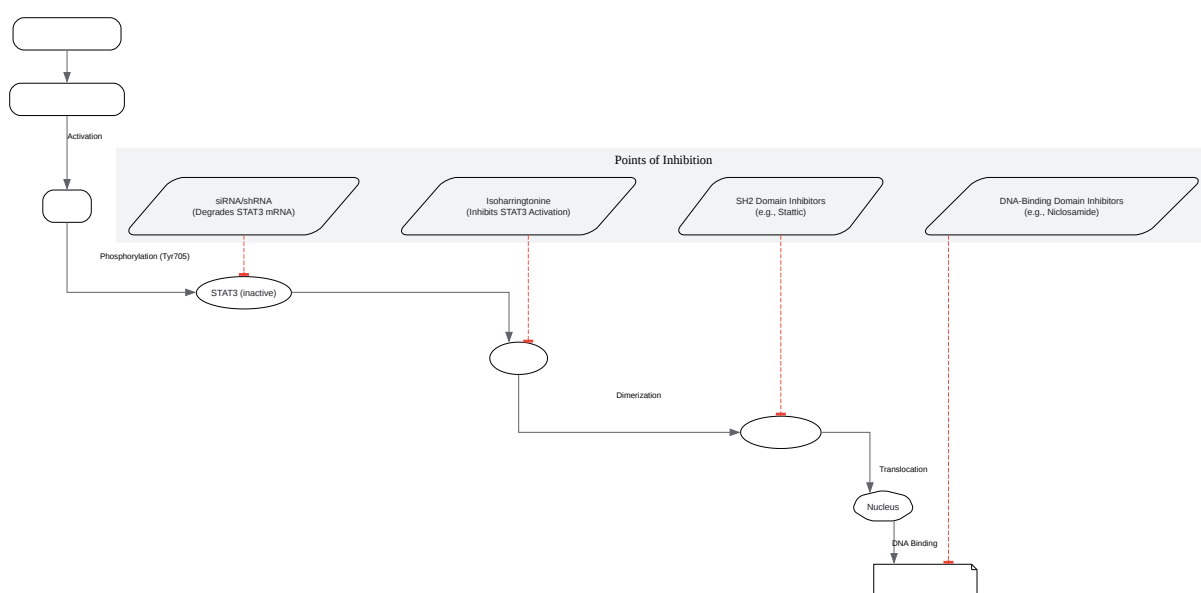 Activation
Points of Inhibition
siRNA/shRNA
(Degrades STAT3 mRNA)
Isoharringtonine
(Inhibits STAT3 Activation)
SH2 Domain Inhibitors
(e.g., Stattic)
DNA-Binding Domain Inhibitors
(e.g., Niclosamide)
Phosphorylation (Tyr705)
STAT3 (inactive)
Dimerization
Translocation
Nucleus
DNA Binding